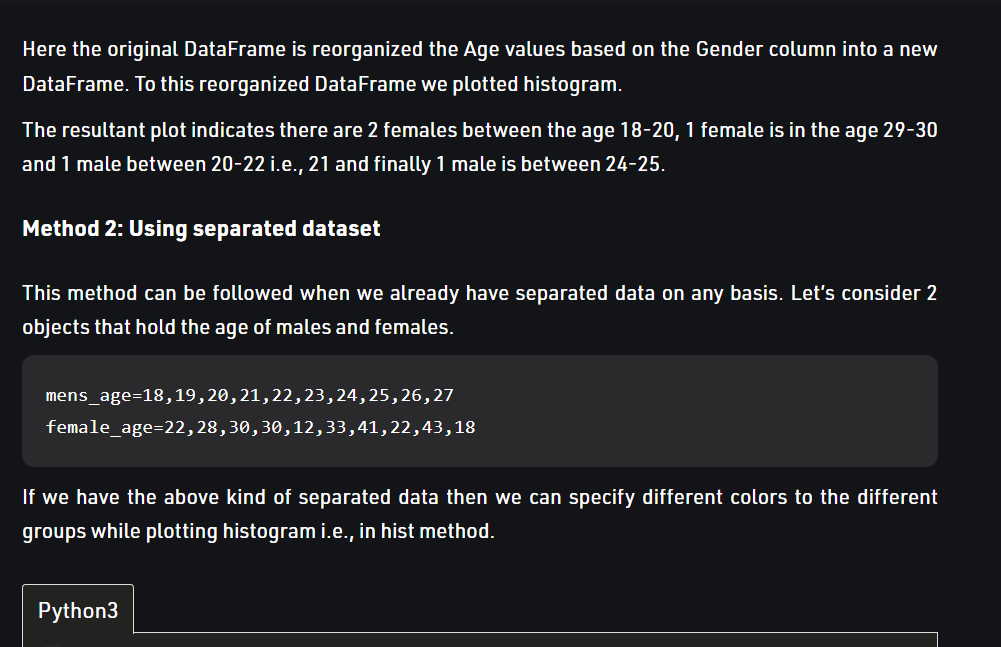 Here the original DataFrame is reorganized the Age values based on the Gender column into a new
DataFrame. To this reorganized DataFrame we plotted histogram.
The resultant plot indicates there are 2 females between the age 18-20, 1 female is in the age 29-30
and 1 male between 20-22 i.e., 21 and finally 1 male is between 24-25.
Method 2: Using separated dataset
This method can be followed when we already have separated data on any basis. Let’s consider 2
objects that hold the age of males and females.
mens_age=18,19,20,21,22,23,24,25,26,27
female_age=22,28,30,30,12,33,41,22,43,18
If we have the above kind of separated data then we can specify different colors to the different
groups while plotting histogram i.e., in hist method.
Python3